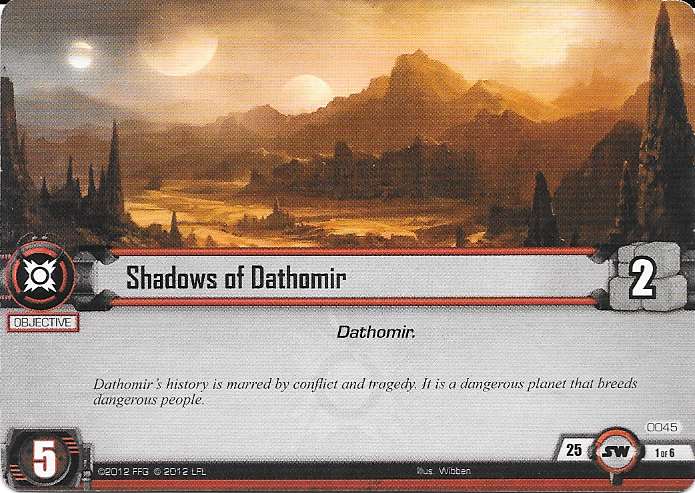 Shadows of Dathomir
2
OBJECTIVE
Dathomir.
Dathomir's history is marred by conflict and tragedy. It is a dangerous planet that breeds
dangerous people.
0045
5
25 SW 1 OF 6
©2012 FFG © 2012 LFL
Illus. Wibben